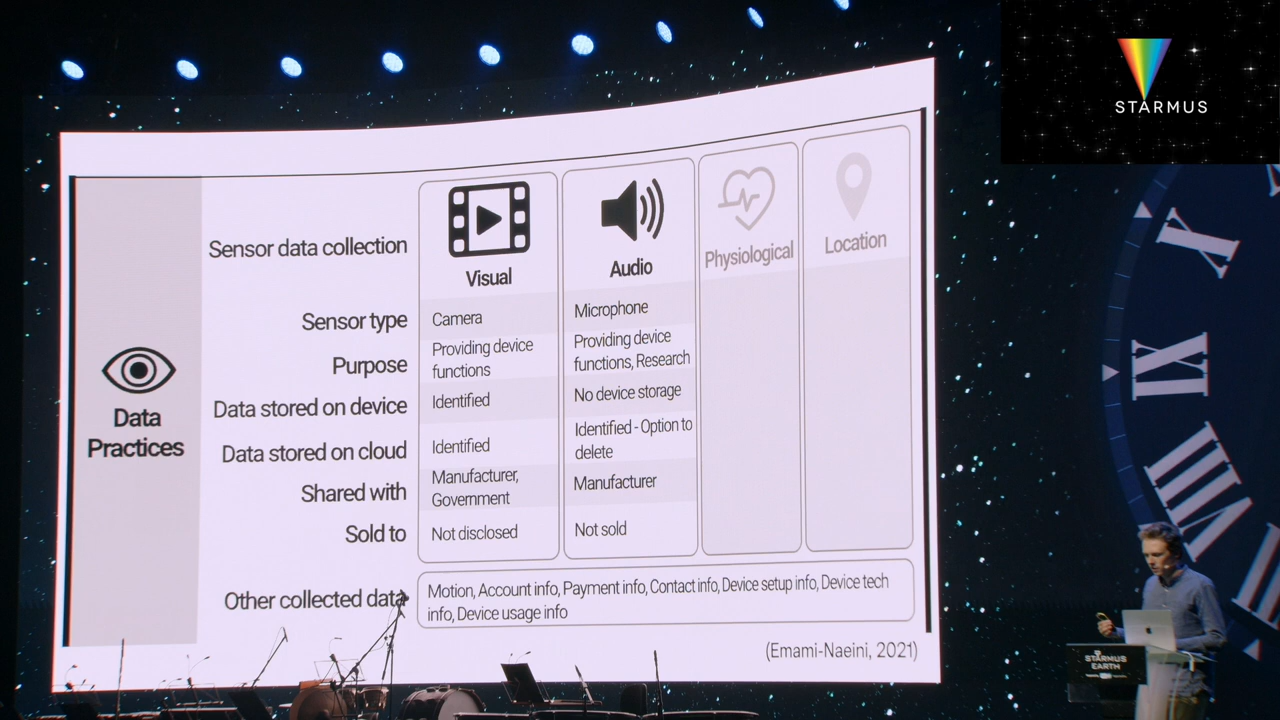 STARMUS
Sensor data collection
Visual
Audio
Physiological
Location
Sensor type
Camera
Microphone
Purpose
Providing device
functions
Providing device
functions, Research
Data stored on device
Identified
No device storage
Data
Practices
Data stored on cloud
Identified
Identified - Option to
delete
Shared with
Manufacturer,
Government
Manufacturer
Sold to
Not disclosed
Not sold
Other collected data
Motion, Account info, Payment info, Contact info, Device setup info, Device tech
info, Device usage info
(Emami-Naeini, 2021)
X
IX
VIII
STARMUS
EARTH